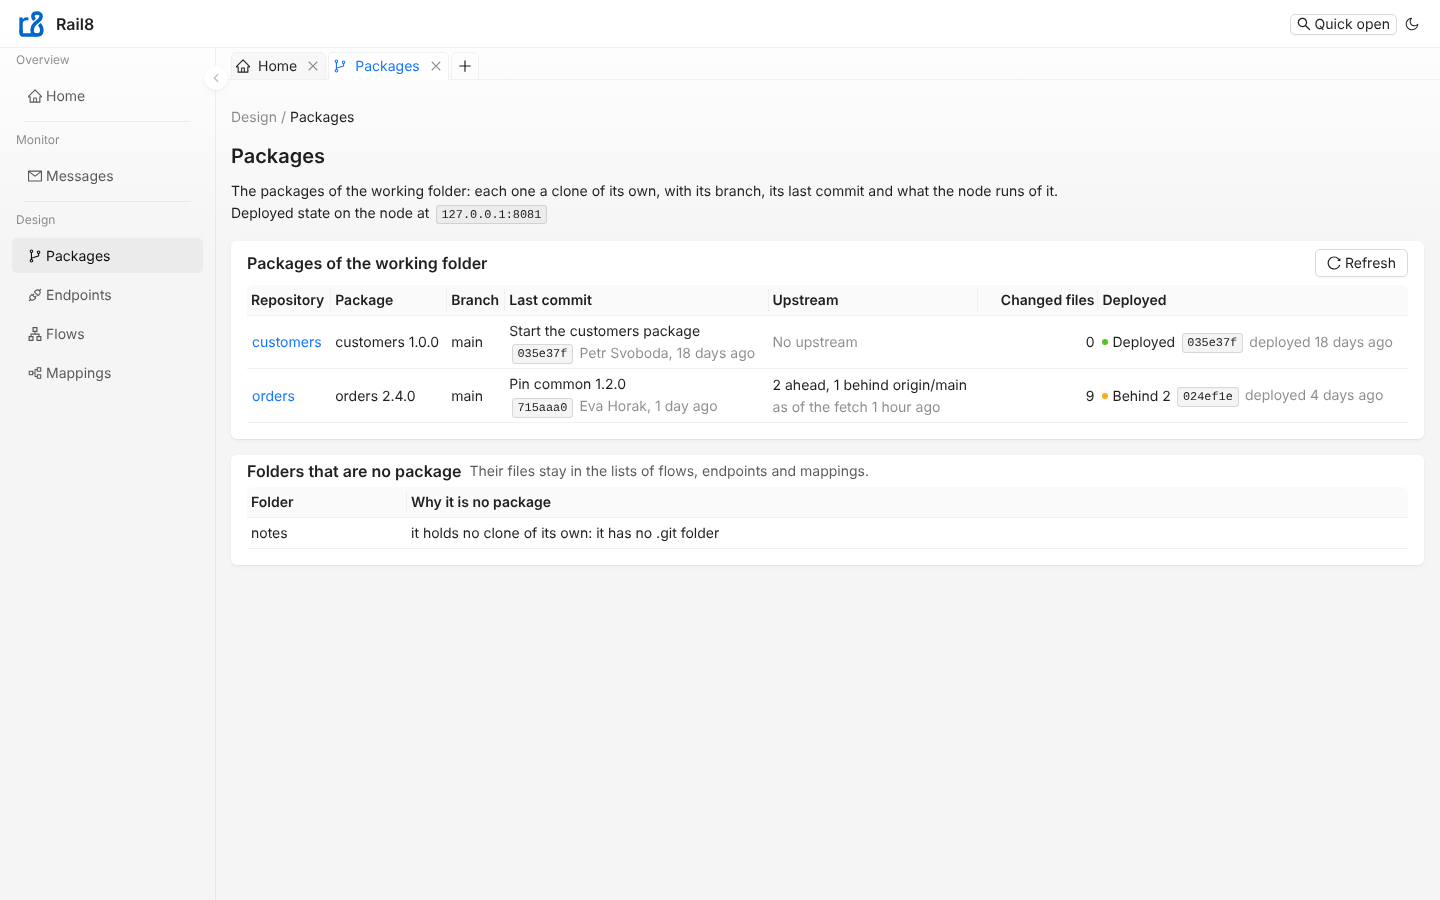 Rail8
Quick open
Overview
Home
Monitor
Messages
Design
Packages
Endpoints
Flows
Mappings
Home
Packages
Design / Packages
Packages
The packages of the working folder: each one a clone of its own, with its branch, its last commit and what the node runs of it.
Deployed state on the node at 127.0.0.1:8081
Packages of the working folder
Refresh
Repository Package Branch Last commit Upstream Changed files Deployed
customers customers 1.0.0 main Start the customers package No upstream 0 Deployed 035e37f deployed 18 days ago
035e37f Petr Svoboda, 18 days ago
orders orders 2.4.0 main Pin common 1.2.0 2 ahead, 1 behind origin/main 9 Behind 2 024ef1e deployed 4 days ago
715aaa0 Eva Horak, 1 day ago as of the fetch 1 hour ago
Folders that are no package Their files stay in the lists of flows, endpoints and mappings.
Folder Why it is no package
notes it holds no clone of its own: it has no .git folder